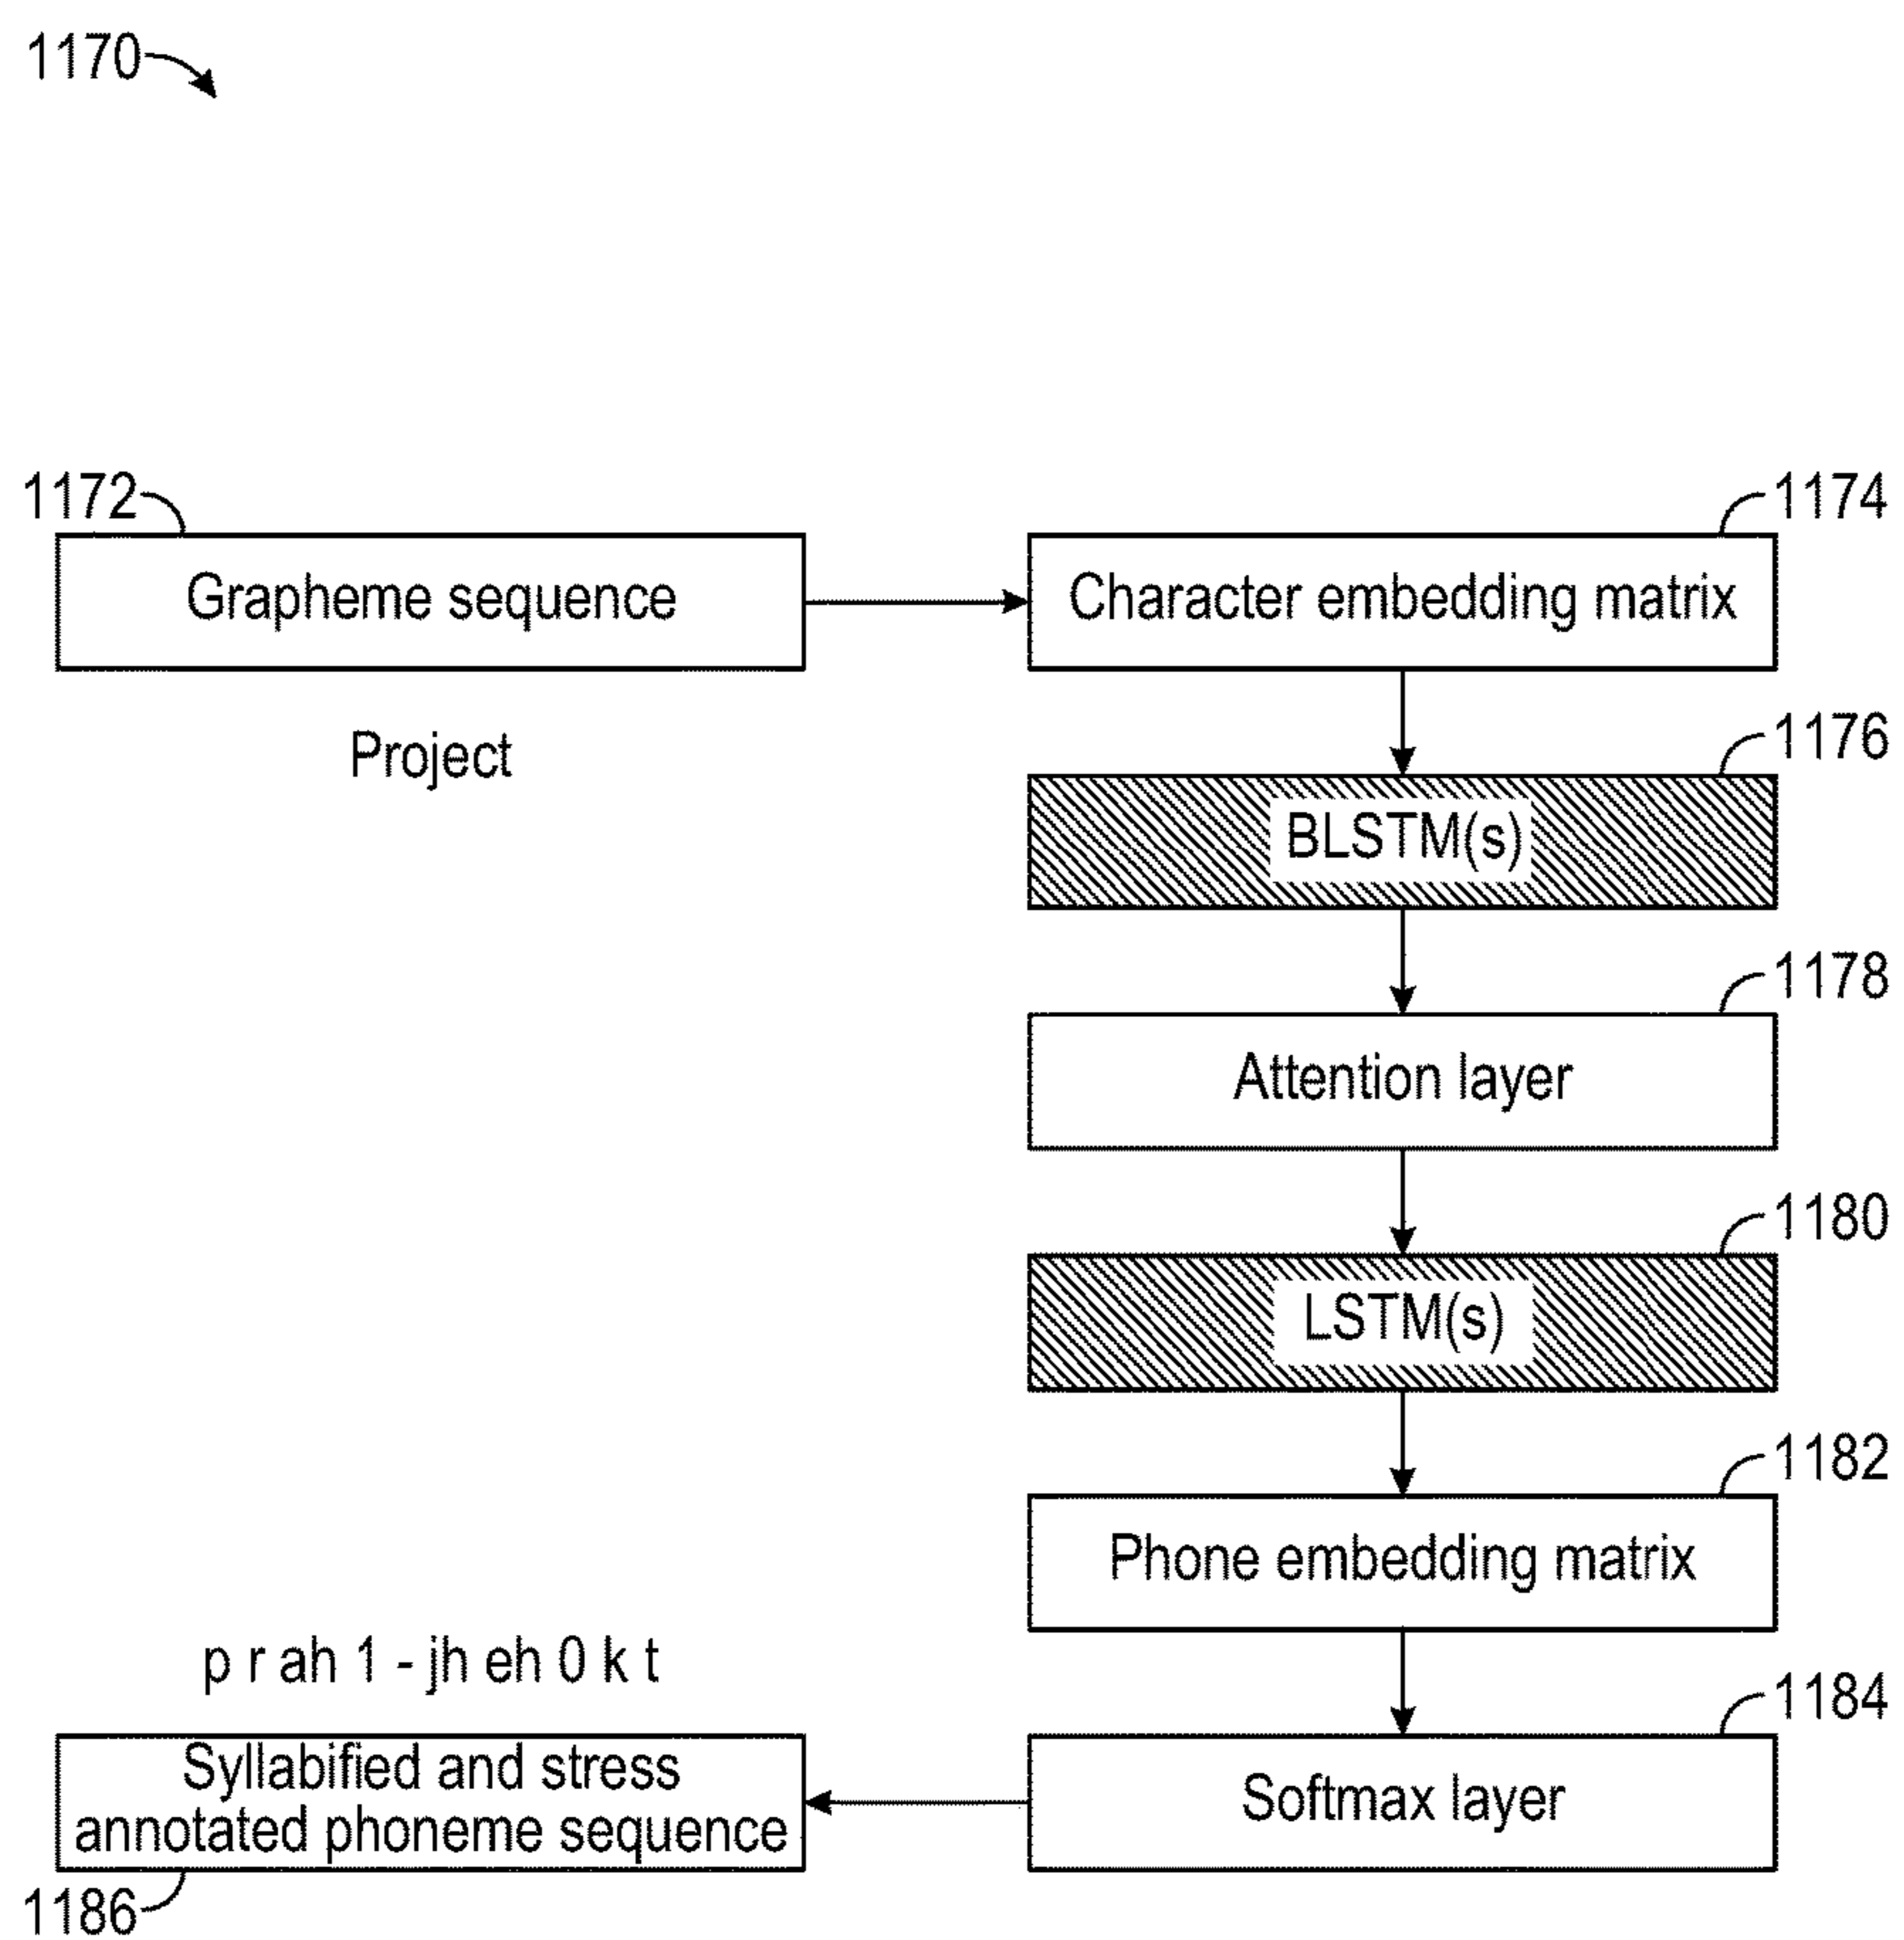 1170
1172
1174
Grapheme sequence
Character embedding matrix
Project
1176
BLSTM(s)
1178
Attention layer
1180
LSTM(s)
1182
Phone embedding matrix
p r ah 1 - jh eh 0 k t
1184
Syllabified and stress
annotated phoneme sequence
Softmax layer
1186